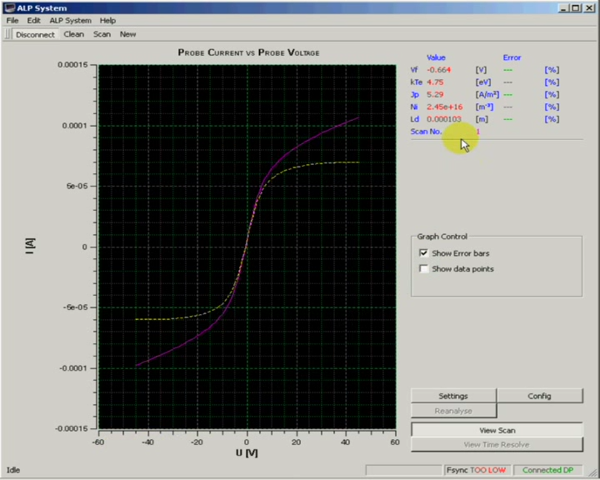 ALP System
File Edit ALP System Help
Disconnect Clean Scan New
PROBE CURRENT VS PROBE VOLTAGE
Value Error
Vf -0.664 [V] --- [%]
kTe 4.75 [eV] --- [%]
Jp 5.29 [A/m²] --- [%]
Ni 2.45e+16 [m⁻³] --- [%]
Ld 0.000103 [m] --- [%]
Scan No. 1
0.00015
0.0001
5e-05
0
-5e-05
-0.0001
-0.00015
I [A]
-60 -40 -20 0 20 40 60
U [V]
Graph Control
Show Error bars
Show data points
Settings Config
Reanalyse
View Scan
View Time Resolve
Idle Fsync TOO LOW Connected DP